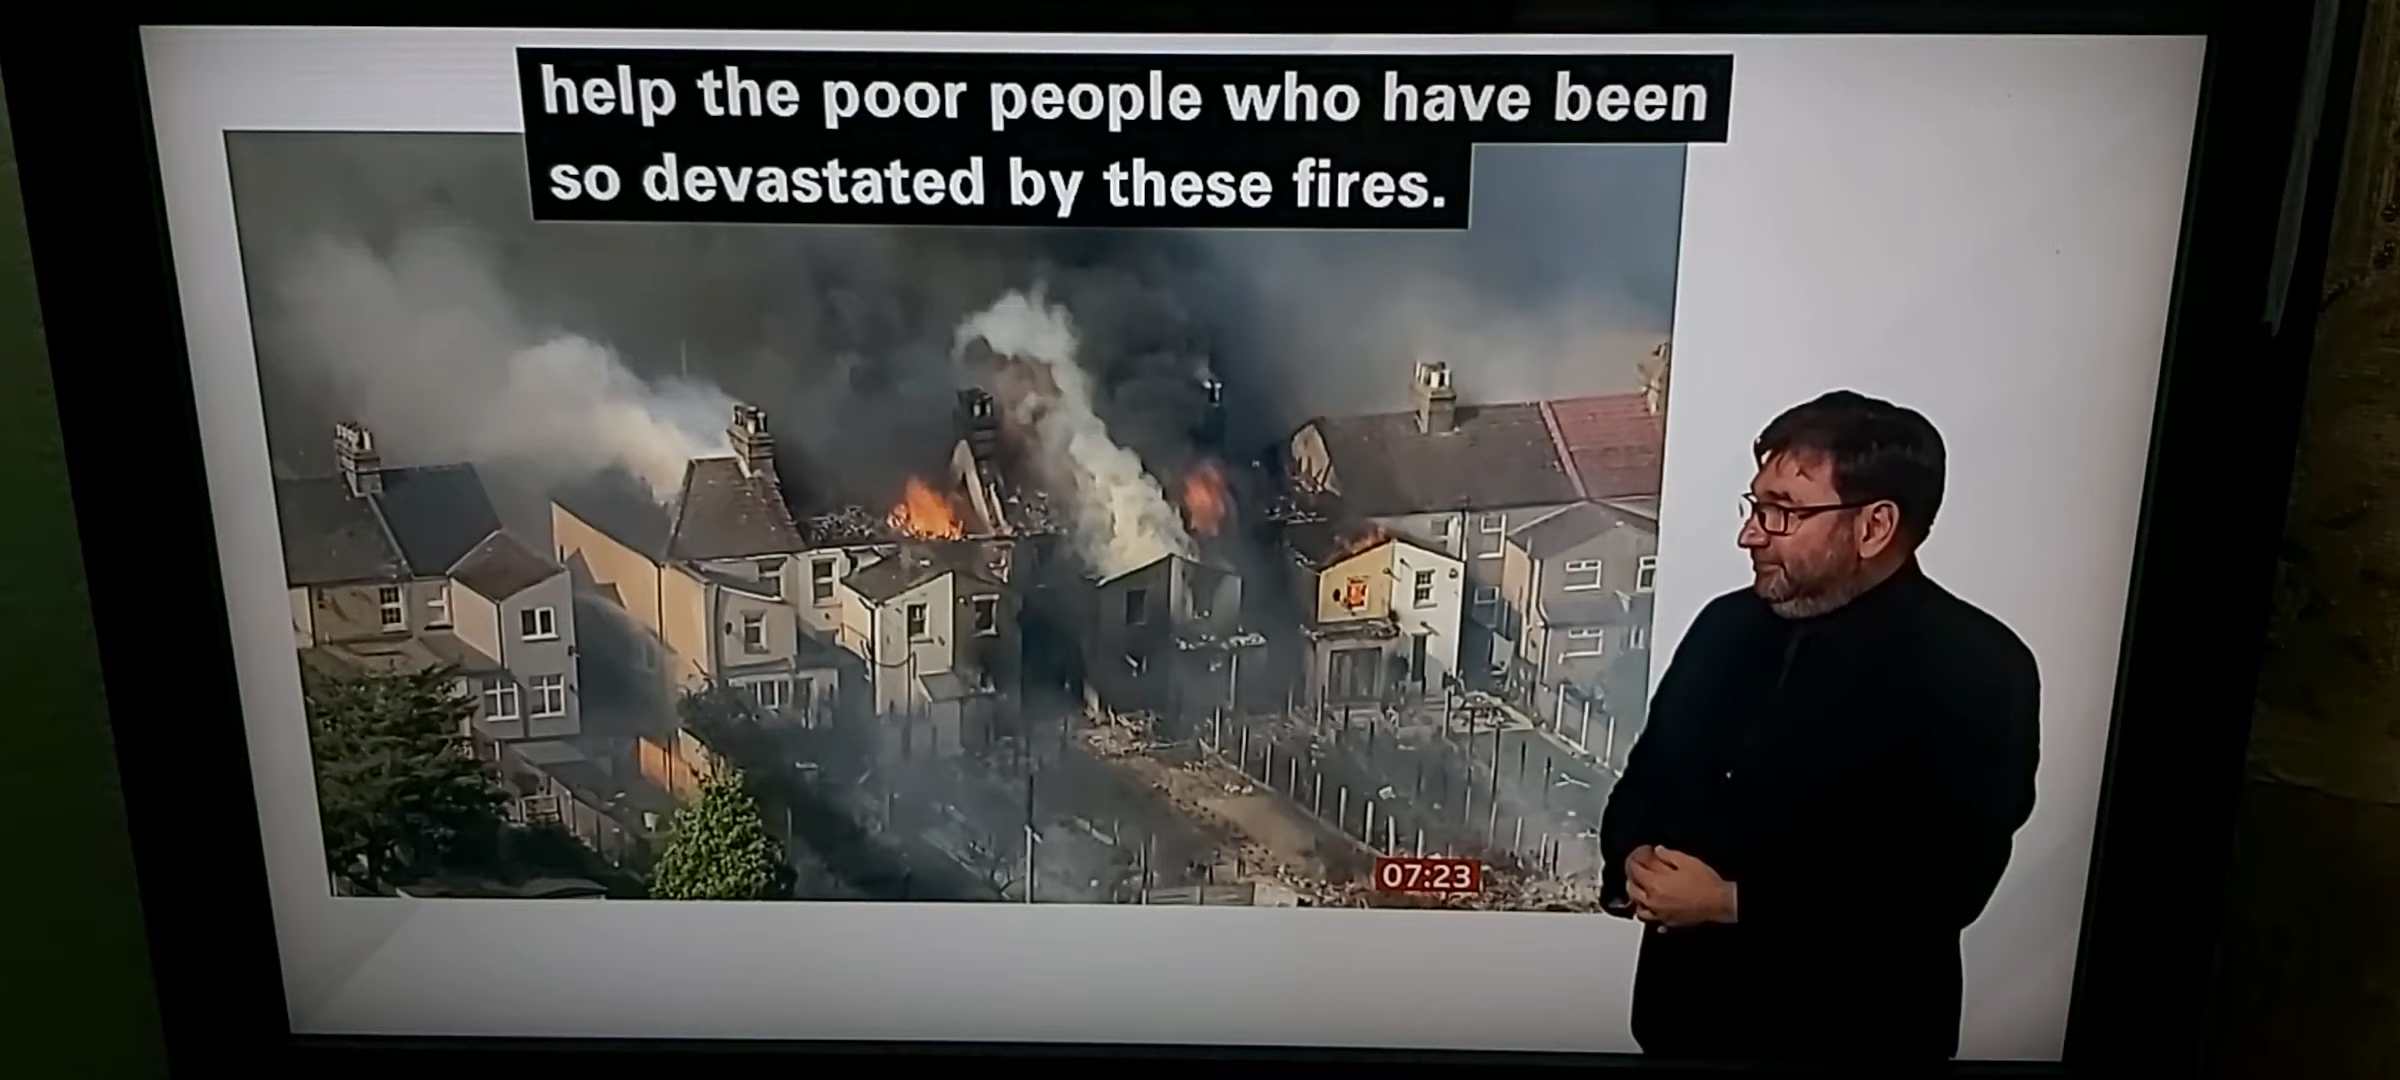 help the poor people who have been
so devastated by these fires.
07:23